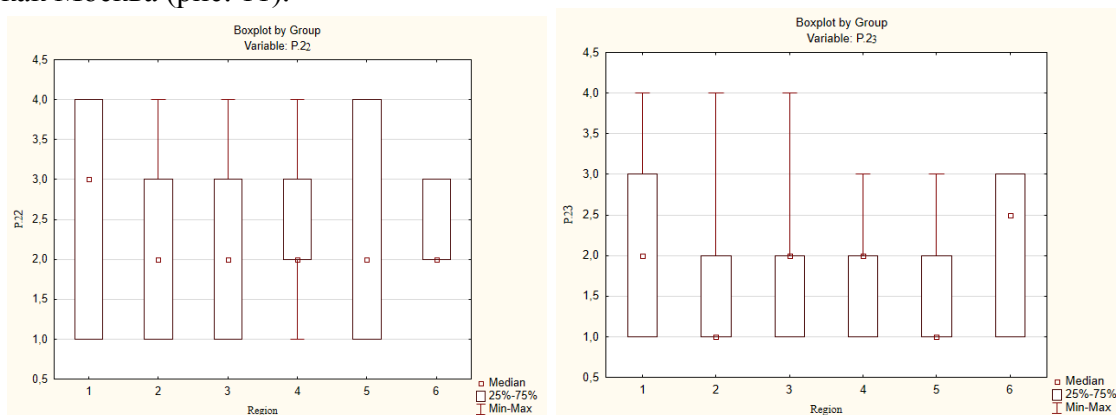 Москва (рис. 11).
Boxplot by Group
Variable: P.22
4,5
4,0
3,5
3,0
2,5
2,0
1,5
1,0
0,5
P.22
1 2 3 4 5 6
Region
Median
25%-75%
Min-Max
Boxplot by Group
Variable: P.23
4,5
4,0
3,5
3,0
2,5
2,0
1,5
1,0
0,5
P.23
1 2 3 4 5 6
Region
Median
25%-75%
Min-Max